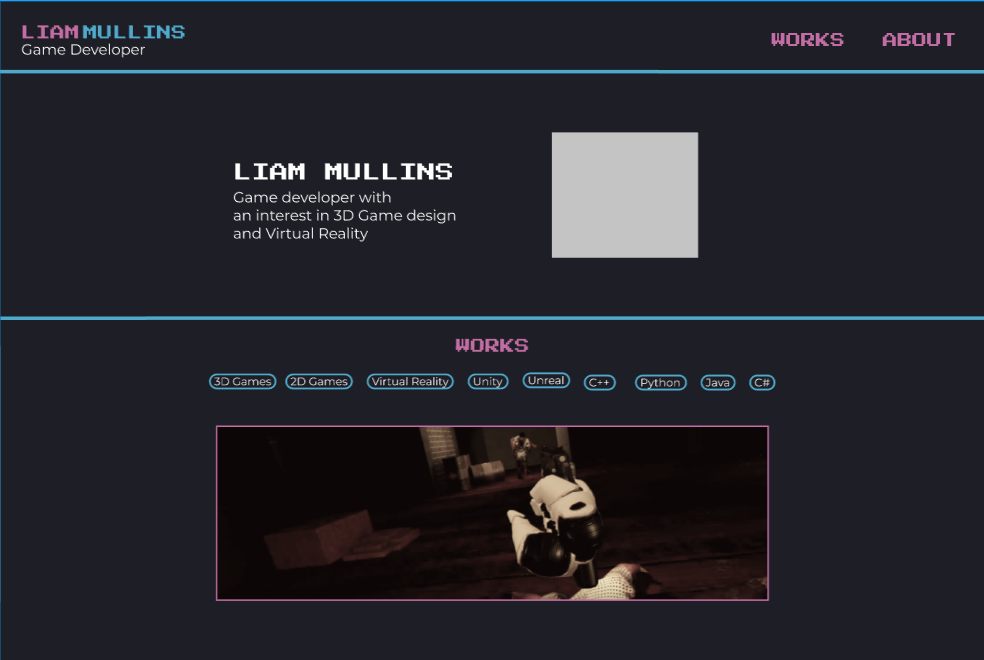 LIAM MULLINS
Game Developer
WORKS ABOUT
LIAM MULLINS
Game developer with
an interest in 3D Game design
and Virtual Reality
WORKS
3D Games 2D Games Virtual Reality Unity Unreal C++ Python Java C#